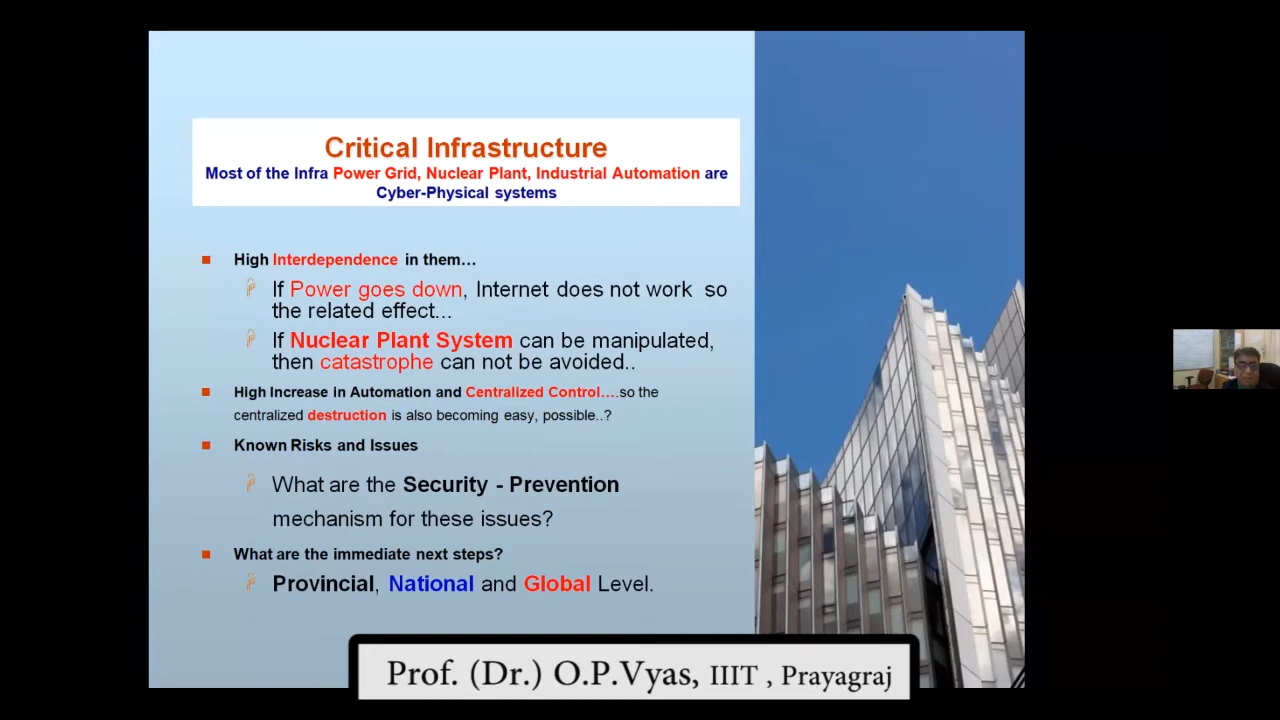 Critical Infrastructure
Most of the Infra Power Grid, Nuclear Plant, Industrial Automation are
Cyber-Physical systems
High Interdependence in them…
If Power goes down, Internet does not work so
the related effect...
If Nuclear Plant System can be manipulated,
then catastrophe can not be avoided..
High Increase in Automation and Centralized Control….so the
centralized destruction is also becoming easy, possible..?
Known Risks and Issues
What are the Security - Prevention
mechanism for these issues?
What are the immediate next steps?
Provincial, National and Global Level.
Prof. (Dr.) O.P.Vyas, IIIT , Prayagraj